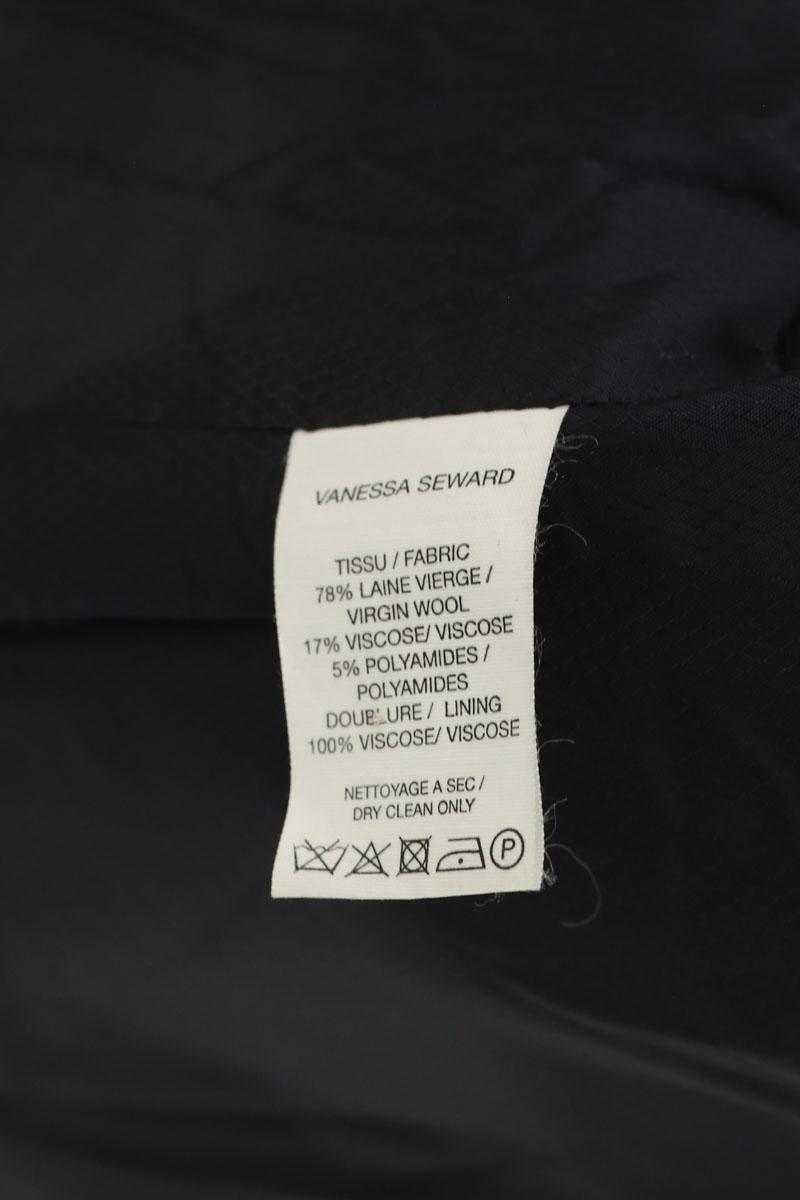 VANESSA SEWARD
TISSU / FABRIC
78% LAINE VIERGE /
VIRGIN WOOL
17% VISCOSE/ VISCOSE
5% POLYAMIDES /
POLYAMIDES
DOUBLURE / LINING
100% VISCOSE/ VISCOSE
NETTOYAGE A SEC /
DRY CLEAN ONLY
P